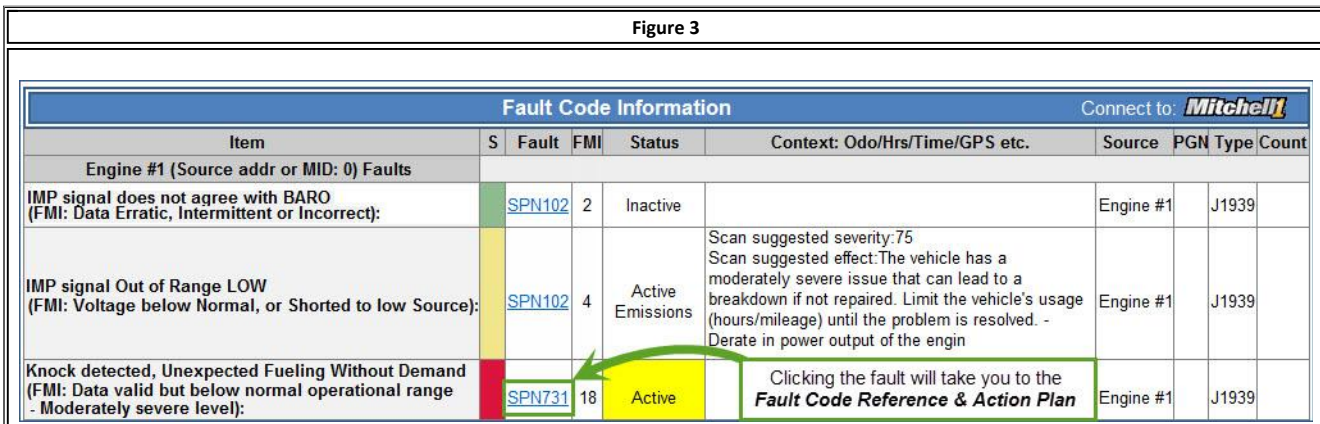 Figure 3
Fault Code Information
Connect to: Mitchell1
Item S Fault FMI Status Context: Odo/Hrs/Time/GPS etc. Source PGN Type Count
Engine #1 (Source addr or MID: 0) Faults
IMP signal does not agree with BARO
(FMI: Data Erratic, Intermittent or Incorrect):
SPN102 2 Inactive Engine #1 J1939
IMP signal Out of Range LOW
(FMI: Voltage below Normal, or Shorted to low Source):
SPN102 4 Active
Emissions
Scan suggested severity:75
Scan suggested effect:The vehicle has a
moderately severe issue that can lead to a
breakdown if not repaired. Limit the vehicle's usage
(hours/mileage) until the problem is resolved. -
Derate in power output of the engin
Engine #1 J1939
Knock detected, Unexpected Fueling Without Demand
(FMI: Data valid but below normal operational range
- Moderately severe level):
SPN731 18 Active
Clicking the fault will take you to the
Fault Code Reference & Action Plan
Engine #1 J1939